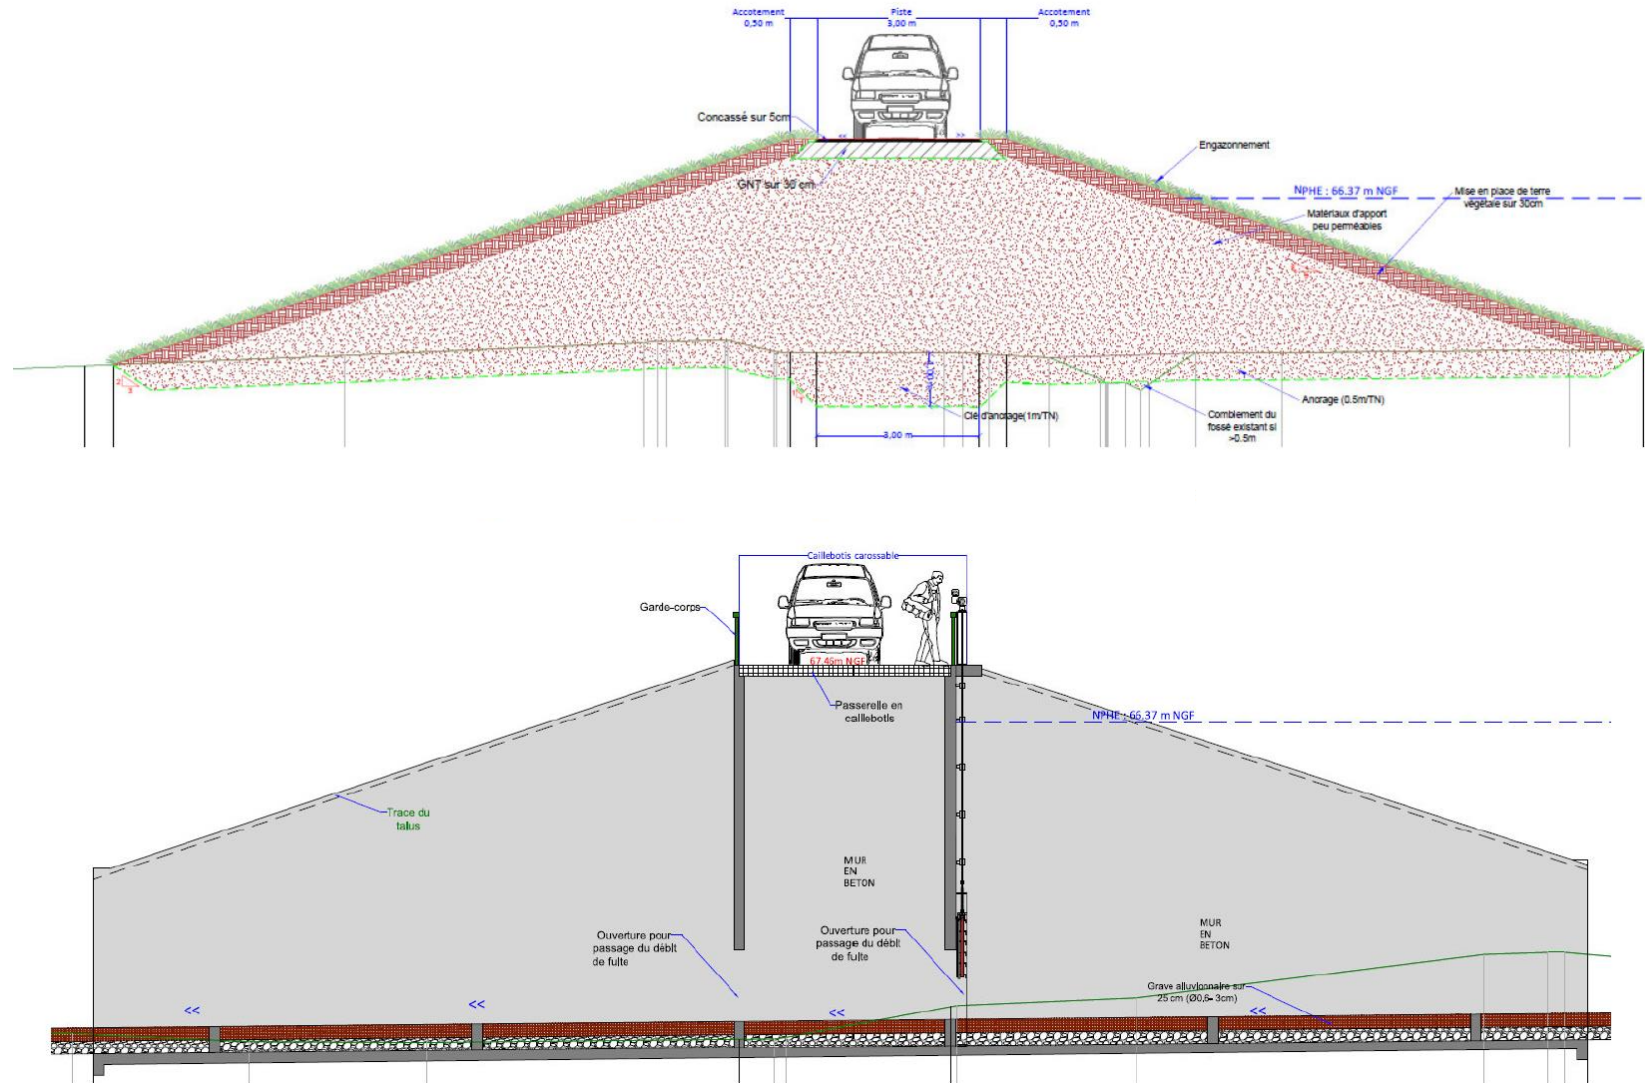 Accotement
0,50 m
Piste
3,00 m
Accotement
0,50 m
Concassé sur 5cm
<<
>>
Engazonnement
GNT sur 30 cm
NPHE : 66.37 m NGF
Mise en place de terre
végétale sur 30cm
Matériaux d'apport
peu perméables
1,00 m
Clé d'ancrage(1m/TN)
Ancrage (0.5m/TN)
Comblement du
fossé existant si
>0.5m
3,00 m
Caillebotis carossable
Garde-corps
67.46m NGF
Passerelle en
caillebotis
NPHE : 66.37 m NGF
Trace du
talus
MUR
EN
BETON
MUR
EN
BETON
Ouverture pour
passage du débit
de fuite
Ouverture pour
passage du débit
de fuite
Grave alluvionnaire sur
25 cm (Ø0,6- 3cm)
<<
<<
<<
<<